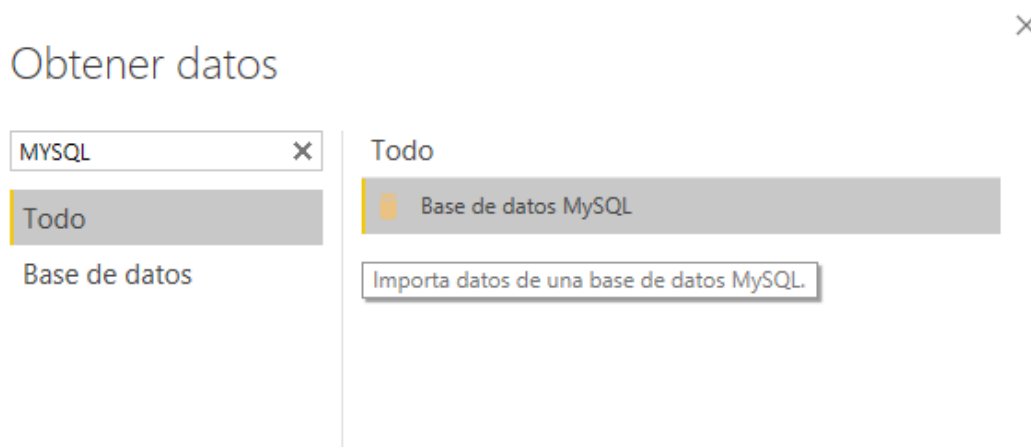 Obtener datos
MYSQL
Todo
Base de datos
Todo
Base de datos MySQL
Importa datos de una base de datos MySQL.